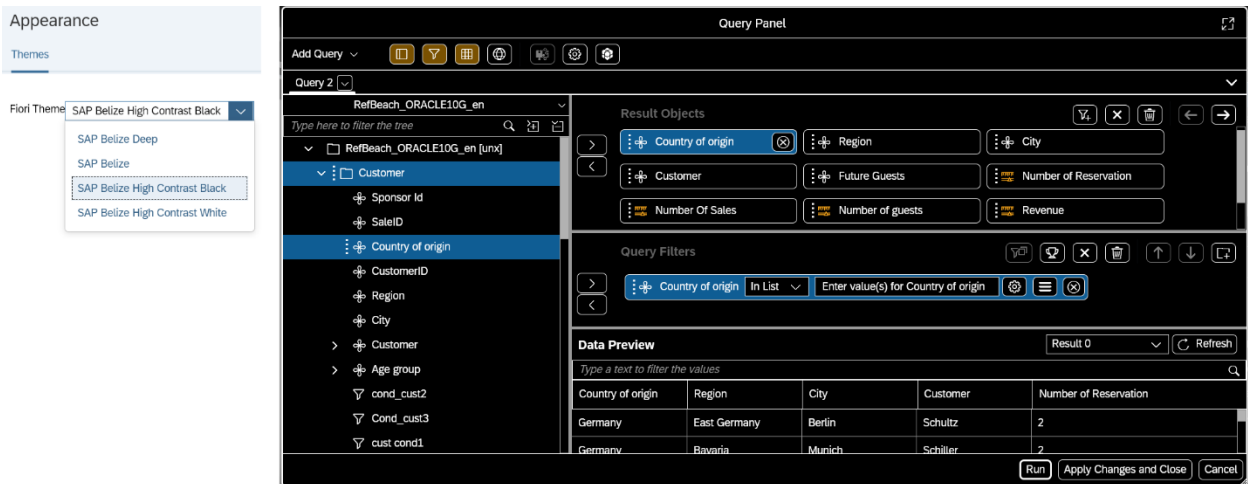 Appearance
Themes
Fiori Theme
SAP Belize High Contrast Black
SAP Belize Deep
SAP Belize
SAP Belize High Contrast Black
SAP Belize High Contrast White
Query Panel
Add Query
Query 2
RefBeach_ORACLE10G_en
Type here to filter the tree
RefBeach_ORACLE10G_en [unx]
Customer
Sponsor Id
SaleID
Country of origin
CustomerID
Region
City
Customer
Age group
cond_cust2
Cond_cust3
cust cond1
Result Objects
Country of origin Region City
Customer Future Guests Number of Reservation
Number Of Sales Number of guests Revenue
Query Filters
Country of origin In List Enter value(s) for Country of origin
Data Preview Result 0 Refresh
Type a text to filter the values
Country of origin Region City Customer Number of Reservation
Germany East Germany Berlin Schultz 2
Germany Bavaria Munich Schiller 2
Run Apply Changes and Close Cancel